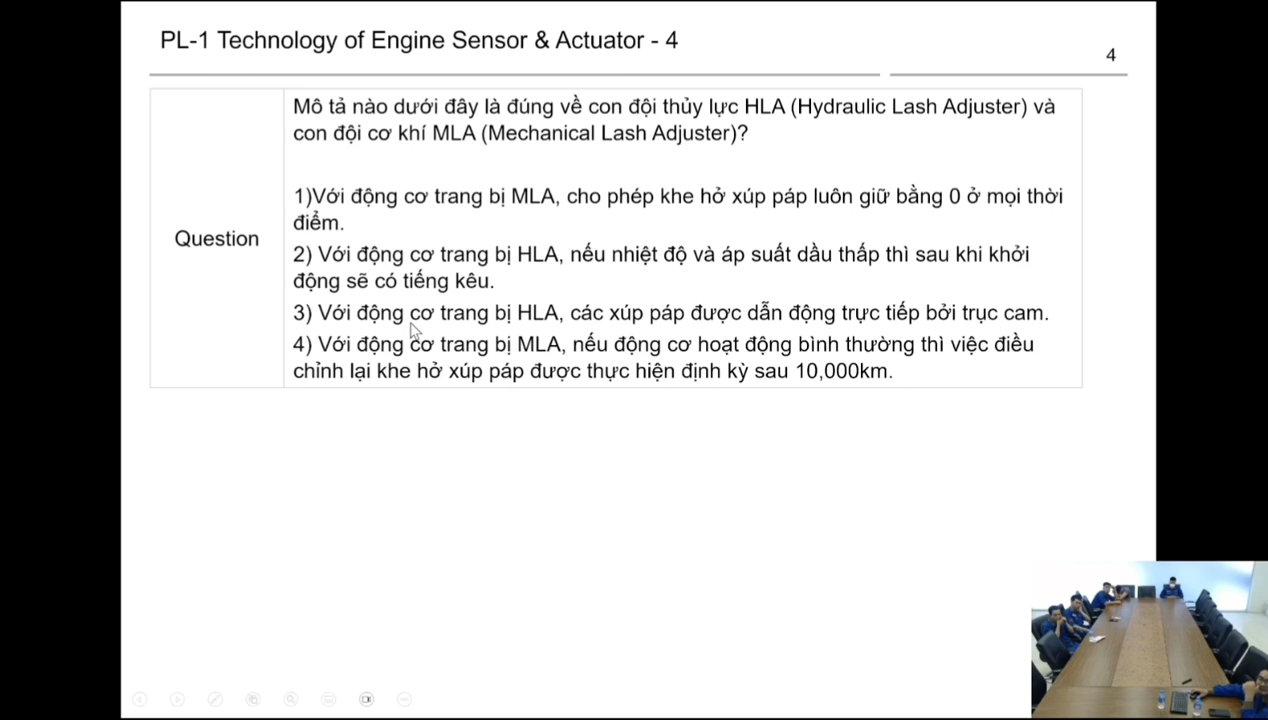 PL-1 Technology of Engine Sensor & Actuator - 4
4
Question
Mô tả nào dưới đây là đúng về con đội thủy lực HLA (Hydraulic Lash Adjuster) và
con đội cơ khí MLA (Mechanical Lash Adjuster)?
1)Với động cơ trang bị MLA, cho phép khe hở xúp páp luôn giữ bằng 0 ở mọi thời
điểm.
2) Với động cơ trang bị HLA, nếu nhiệt độ và áp suất dầu thấp thì sau khi khởi
động sẽ có tiếng kêu.
3) Với động cơ trang bị HLA, các xúp páp được dẫn động trực tiếp bởi trục cam.
4) Với động cơ trang bị MLA, nếu động cơ hoạt động bình thường thì việc điều
chỉnh lại khe hở xúp páp được thực hiện định kỳ sau 10,000km.